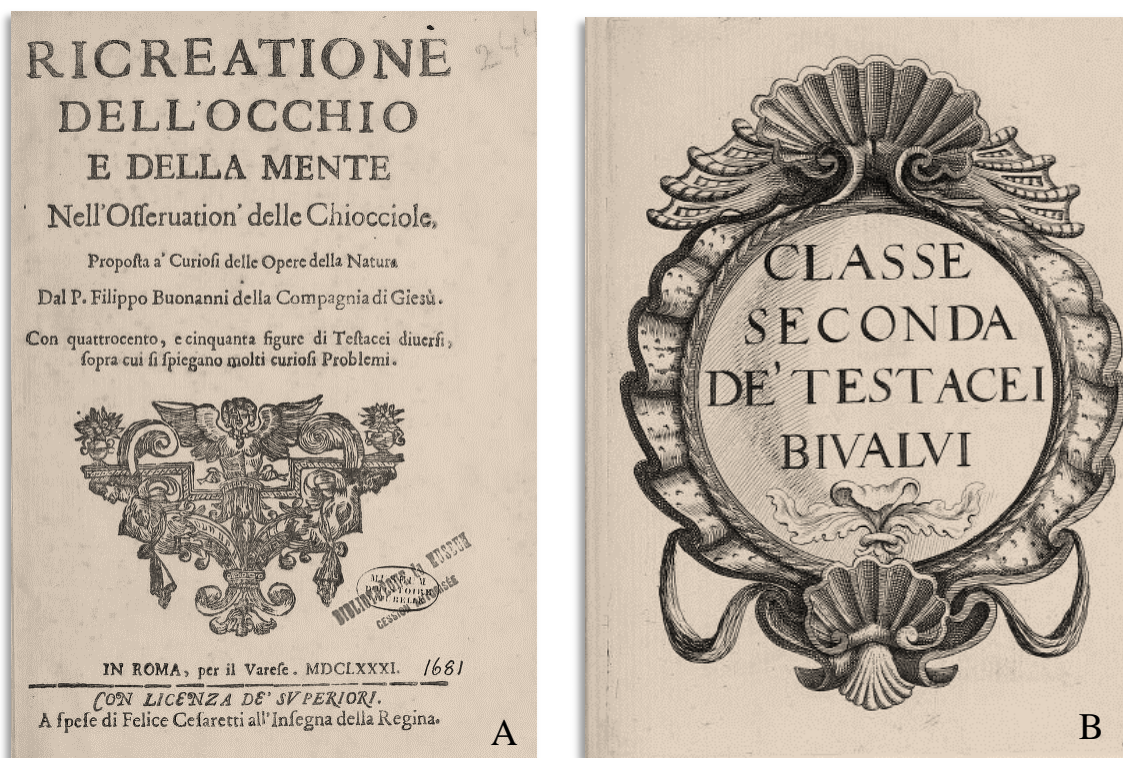 RICREATIONE
DELL'OCCHIO
E DELLA MENTE
Nell'Oſſeruation' delle Chiocciole,
Propoſta a' Curioſi delle Opere della Natura
Dal P. Filippo Buonanni della Compagnia di Gieſù.
Con quattrocento, e cinquanta figure di Teſtacei diuerſi,
ſopra cui ſi ſpiegano molti curioſi Problemi.
BIBLIOTHÈQUE du MUSEUM
IN ROMA, per il Vareſe. MDCLXXXI. 1681
CON LICENZA DE' SVPERIORI.
A ſpeſe di Felice Ceſaretti all'Inſegna della Regina.
A
CLASSE
SECONDA
DE' TESTACEI
BIVALVI
B